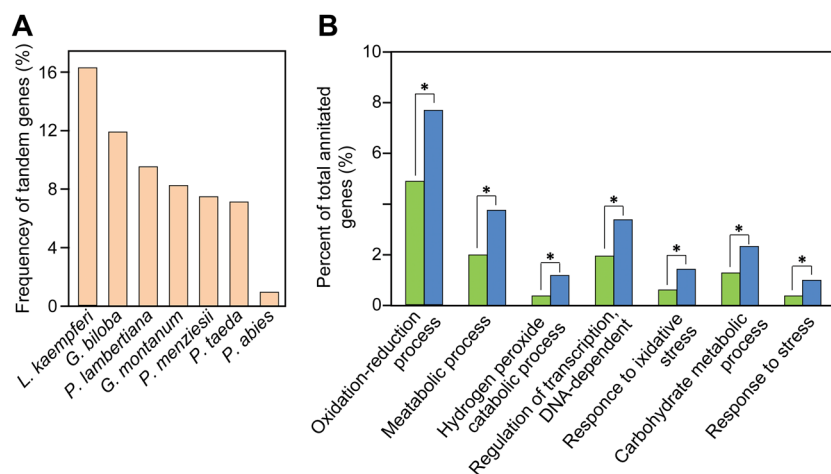 A
Frequencey of tandem genes (%)
16
12
8
4
0
L. kaempferi
G. biloba
P. lambertiana
G. montanum
P. menziesii
P. taeda
P. abies
B
Percent of total annitated
genes (%)
10
8
6
4
2
0
*
*
*
*
*
*
*
Oxidation-reduction
process
Meatabolic process
Hydrogen peroxide
catabolic process
Regulation of transcription,
DNA-dependent
Responce to ixidative
stress
Carbohydrate metabolic
process
Response to stress